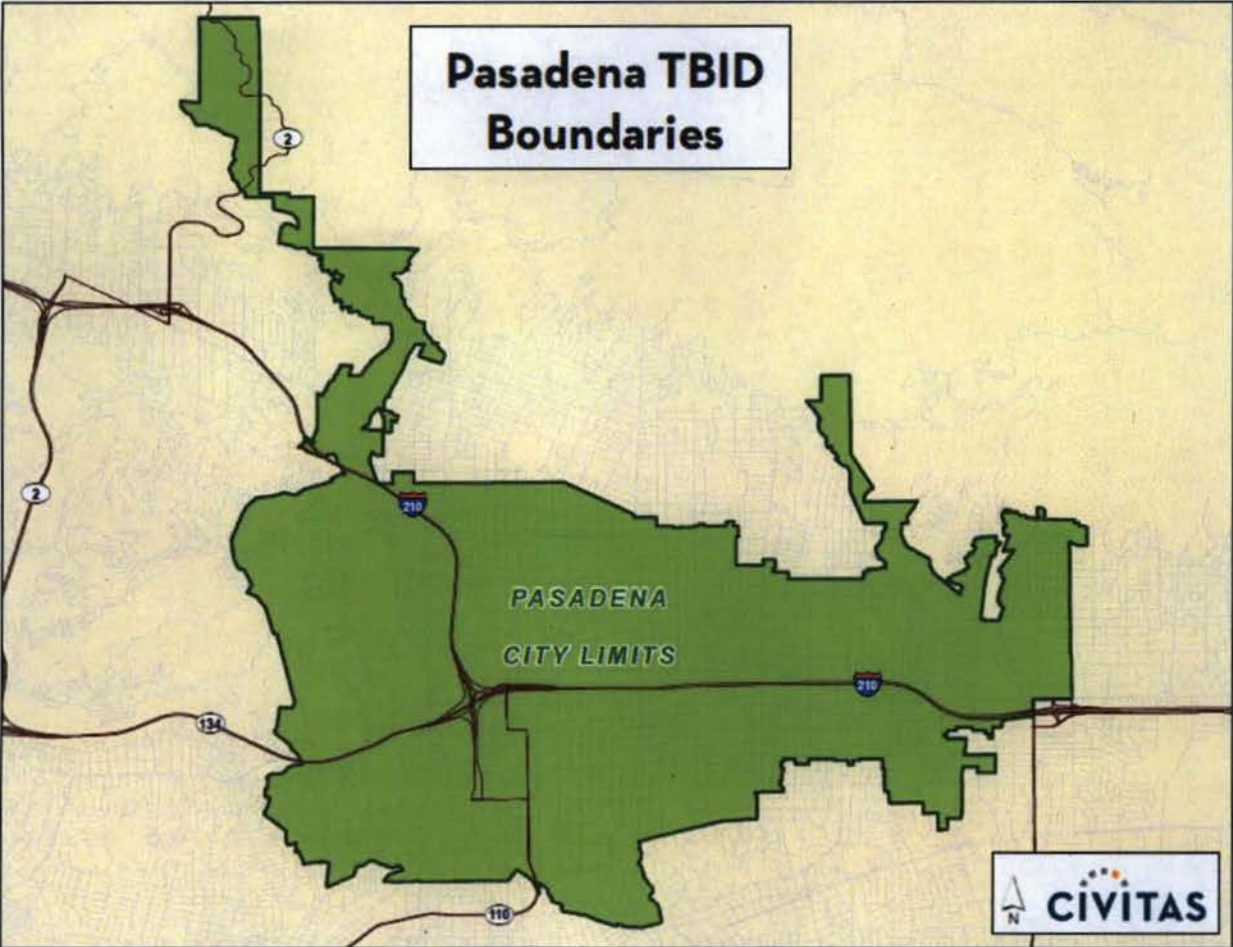 Pasadena TBID
Boundaries
2
2
210
PASADENA
CITY LIMITS
210
134
110
N
CIVITAS